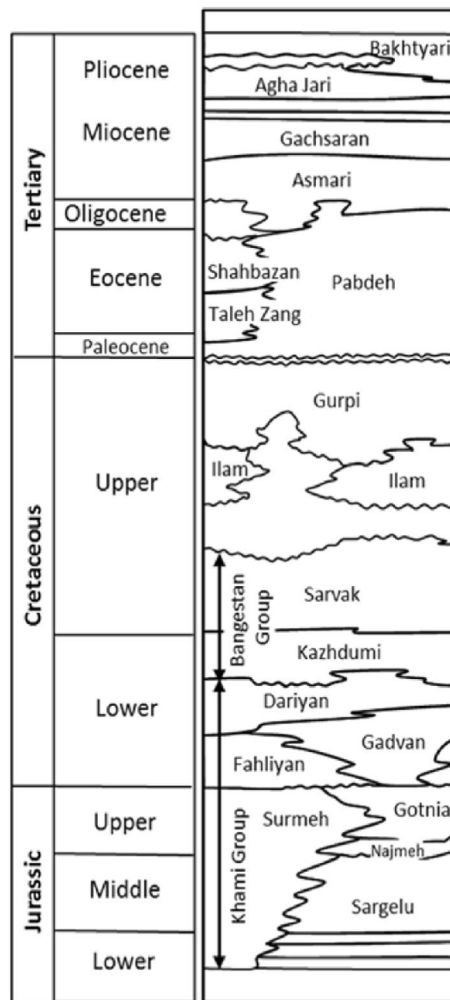 Tertiary
Pliocene
Miocene
Oligocene
Eocene
Paleocene
Cretaceous
Upper
Lower
Jurassic
Upper
Middle
Lower
Bakhtyari
Agha Jari
Gachsaran
Asmari
Shahbazan
Pabdeh
Taleh Zang
Gurpi
Ilam
Ilam
Bangestan
Group
Sarvak
Kazhdumi
Khami Group
Dariyan
Gadvan
Fahliyan
Surmeh
Gotnia
Najmeh
Sargelu